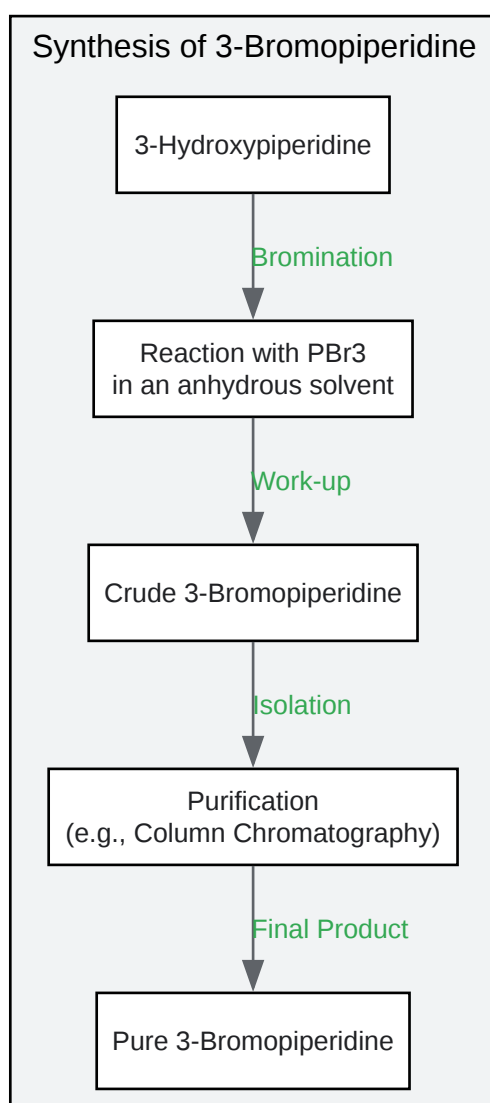 Synthesis of 3-Bromopiperidine
3-Hydroxypiperidine
Bromination
Reaction with PBr3
in an anhydrous solvent
Work-up
Crude 3-Bromopiperidine
Isolation
Purification
(e.g., Column Chromatography)
Final Product
Pure 3-Bromopiperidine